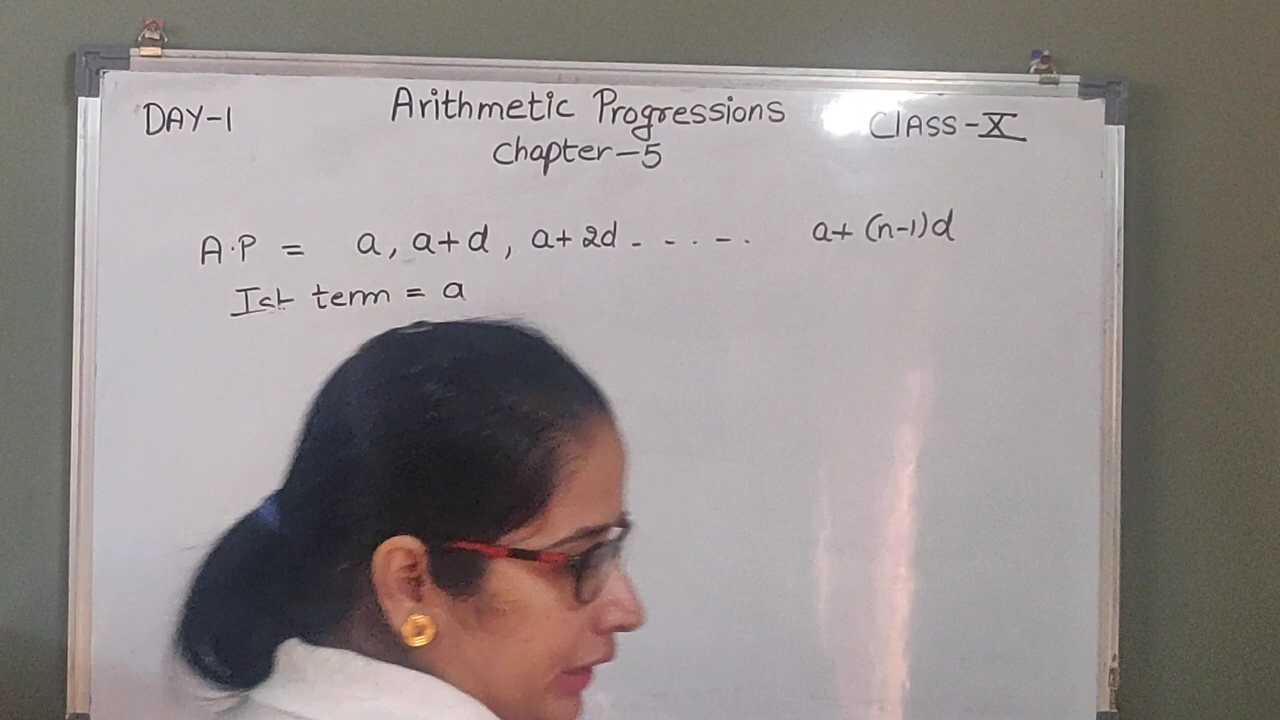 DAY-1 Arithmetic Progressions CLASS-X
Chapter-5
A.P = a, a+d, a+2d - - . - . a+(n-1)d
Ist term = a